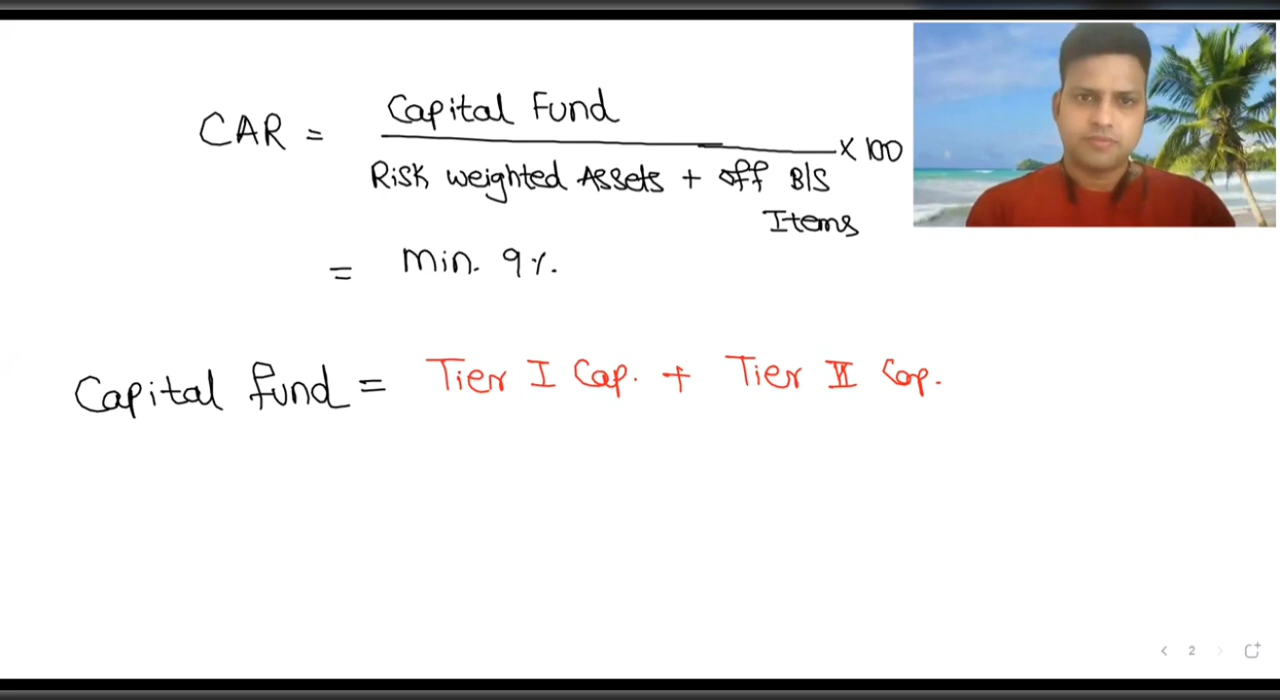 CAR = Capital Fund / Risk weighted Assets + off B/S Items × 100
= Min. 9%.
Capital fund = Tier I Cap. + Tier II Cap.
2